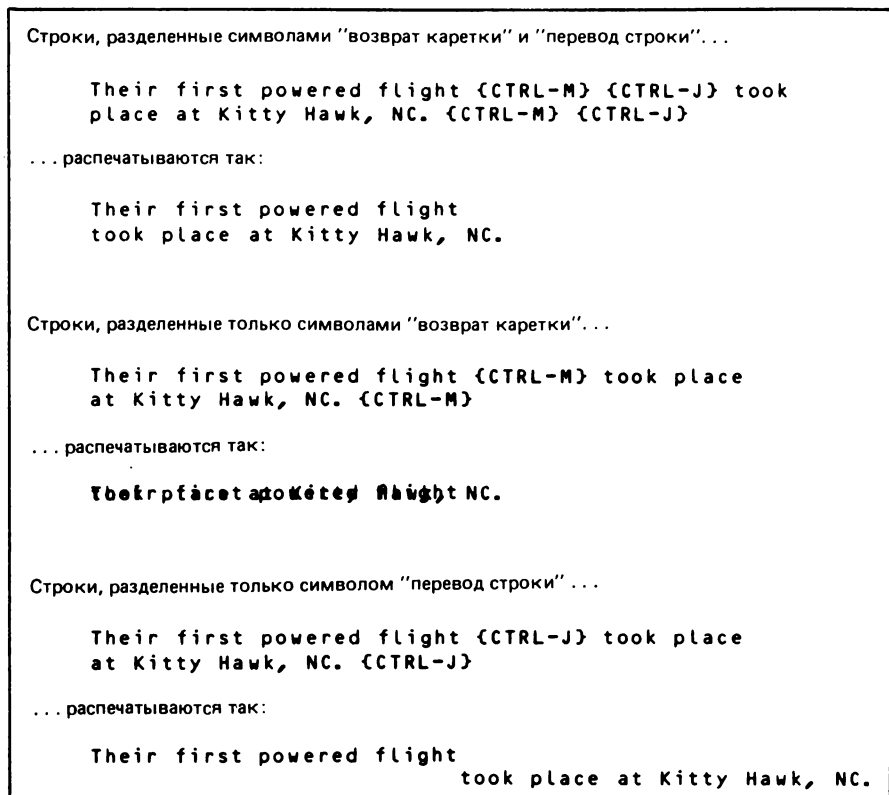 Строки, разделенные символами "возврат каретки" и "перевод строки"...
Their first powered flight {CTRL-M} {CTRL-J} took
place at Kitty Hawk, NC. {CTRL-M} {CTRL-J}
... распечатываются так:
Their first powered flight
took place at Kitty Hawk, NC.
Строки, разделенные только символами "возврат каретки"...
Their first powered flight {CTRL-M} took place
at Kitty Hawk, NC. {CTRL-M}
... распечатываются так:
NC.
Строки, разделенные только символом "перевод строки" ...
Their first powered flight {CTRL-J} took place
at Kitty Hawk, NC. {CTRL-J}
... распечатываются так:
Their first powered flight
took place at Kitty Hawk, NC.